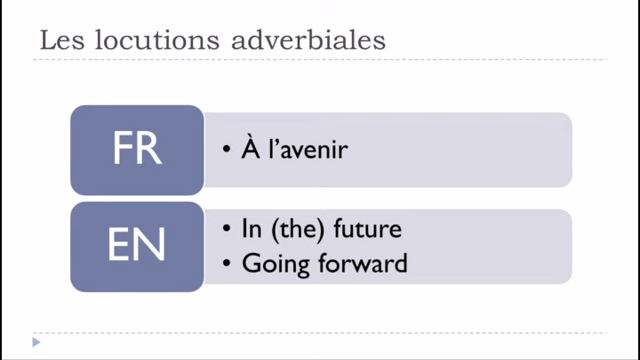 Les locutions adverbiales
FR
• À l'avenir
EN
• In (the) future
• Going forward